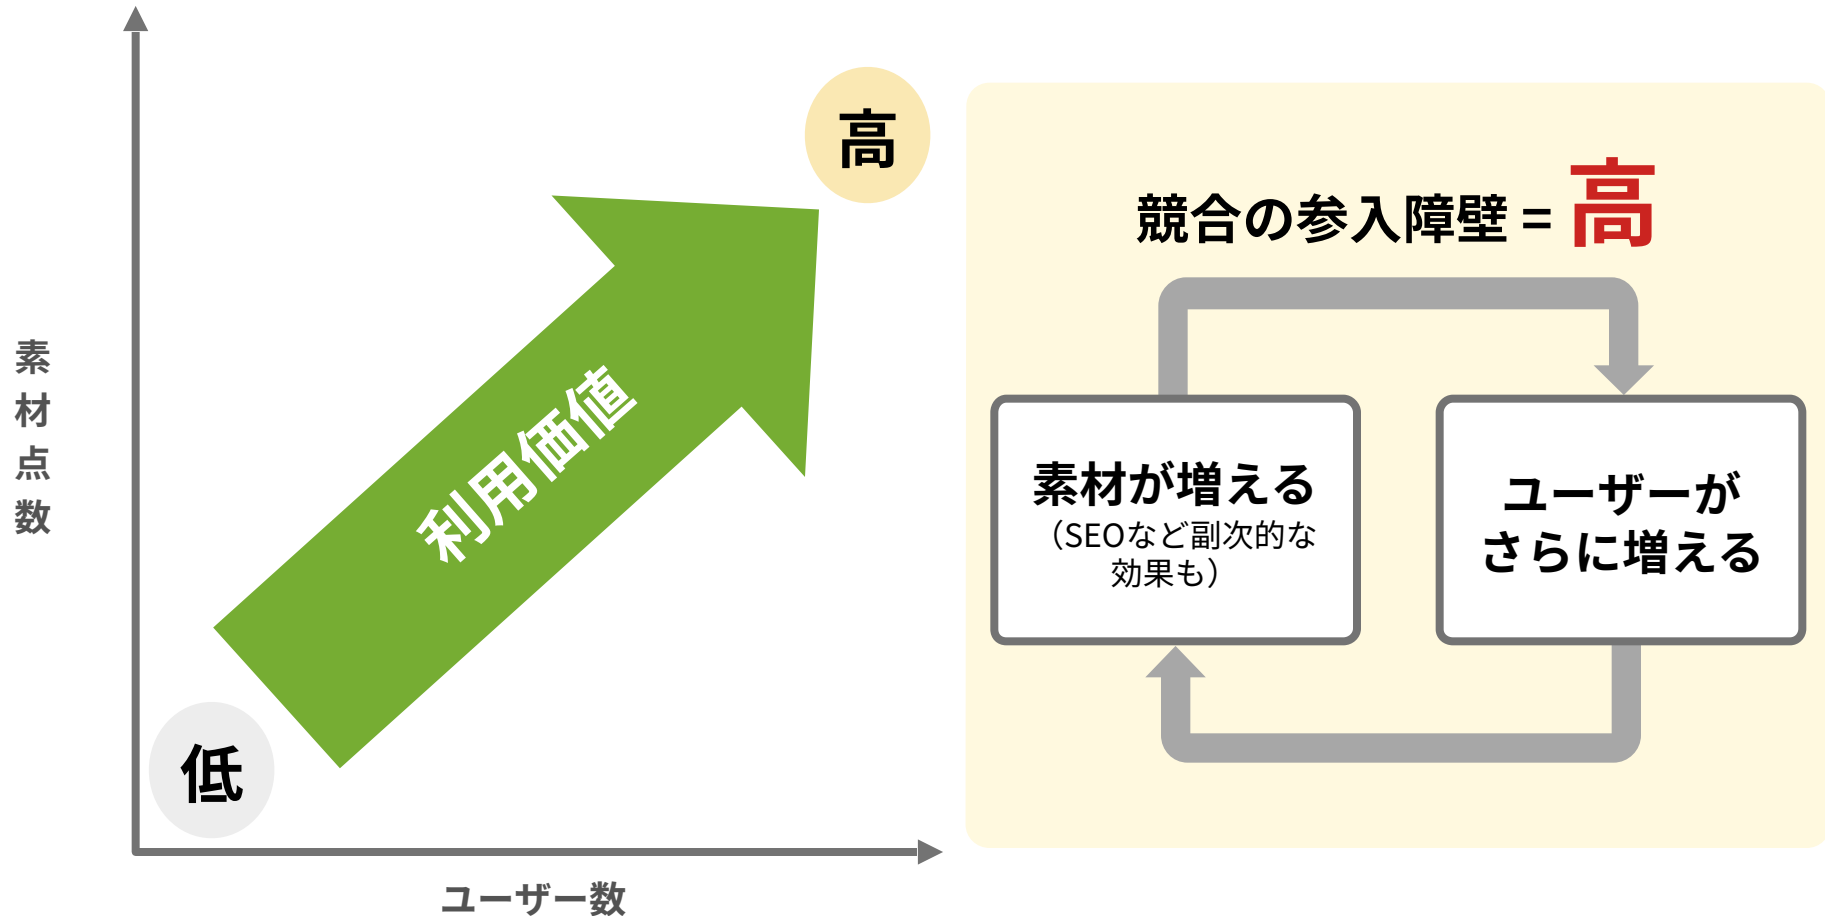 素材点数
高
利用価値
低
ユーザー数
競合の参入障壁 = 高
素材が増える
（SEOなど副次的な
効果も）
ユーザーが
さらに増える